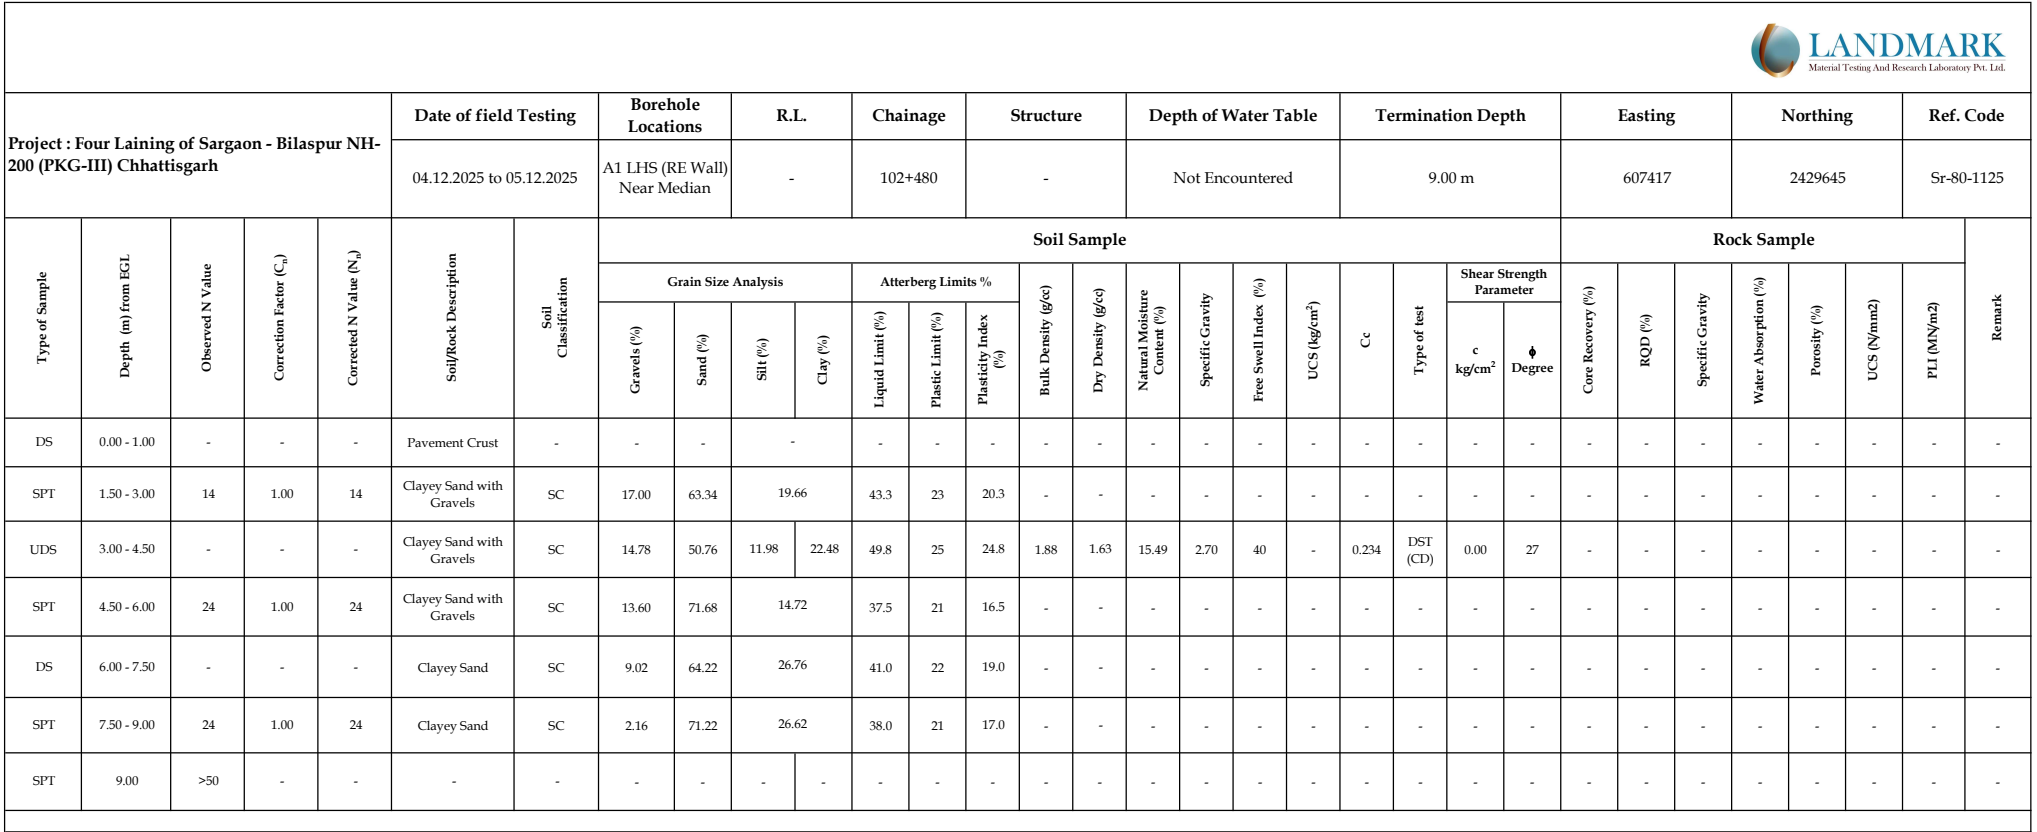 LANDMARK
Material Testing And Research Laboratory Pvt. Ltd.
Project : Four Laining of Sargaon - Bilaspur NH-
200 (PKG-III) Chhattisgarh
Date of field Testing
Borehole
Locations
R.L.
Chainage
Structure
Depth of Water Table
Termination Depth
Easting
Northing
Ref. Code
04.12.2025 to 05.12.2025
A1 LHS (RE Wall)
Near Median
-
102+480
-
Not Encountered
9.00 m
607417
2429645
Sr-80-1125
Type of Sample
Depth (m) from EGL
Observed N Value
Correction Factor (Cn)
Corrected N Value (Nn)
Soil/Rock Description
Soil
Classification
Soil Sample
Rock Sample
Remark
Grain Size Analysis
Atterberg Limits %
Bulk Density (g/cc)
Dry Density (g/cc)
Natural Moisture
Content (%)
Specific Gravity
Free Swell Index (%)
UCS (kg/cm²)
Cc
Type of test
Shear Strength
Parameter
Core Recovery (%)
RQD (%)
Specific Gravity
Water Absorption (%)
Porosity (%)
UCS (N/mm2)
PLI (MN/m2)
Gravels (%)
Sand (%)
Silt (%)
Clay (%)
Liquid Limit (%)
Plastic Limit (%)
Plasticity Index
(%)
c
kg/cm²
ϕ
Degree
DS 0.00 - 1.00 - - - Pavement Crust - - - - - - - - - - - - - - - - - - - - - - - - -
SPT 1.50 - 3.00 14 1.00 14 Clayey Sand with
Gravels SC 17.00 63.34 19.66 43.3 23 20.3 - - - - - - - - - - - - - - - - - -
UDS 3.00 - 4.50 - - - Clayey Sand with
Gravels SC 14.78 50.76 11.98 22.48 49.8 25 24.8 1.88 1.63 15.49 2.70 40 - 0.234 DST
(CD) 0.00 27 - - - - - - - -
SPT 4.50 - 6.00 24 1.00 24 Clayey Sand with
Gravels SC 13.60 71.68 14.72 37.5 21 16.5 - - - - - - - - - - - - - - - - - -
DS 6.00 - 7.50 - - - Clayey Sand SC 9.02 64.22 26.76 41.0 22 19.0 - - - - - - - - - - - - - - - - - -
SPT 7.50 - 9.00 24 1.00 24 Clayey Sand SC 2.16 71.22 26.62 38.0 21 17.0 - - - - - - - - - - - - - - - - - -
SPT 9.00 >50 - - - - - - - - - - - - - - - - - - - - - - - - - - - -